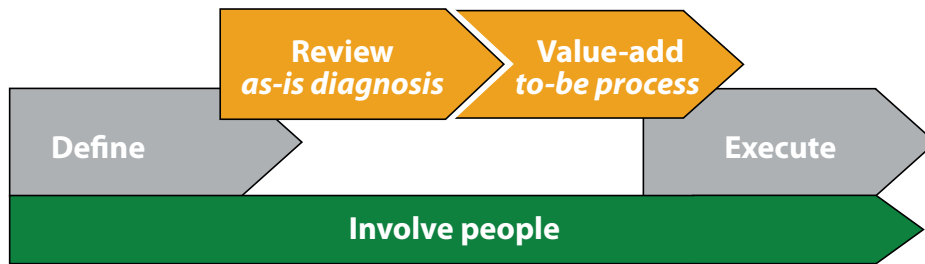 Review
as-is diagnosis
Value-add
to-be process
Define
Execute
Involve people